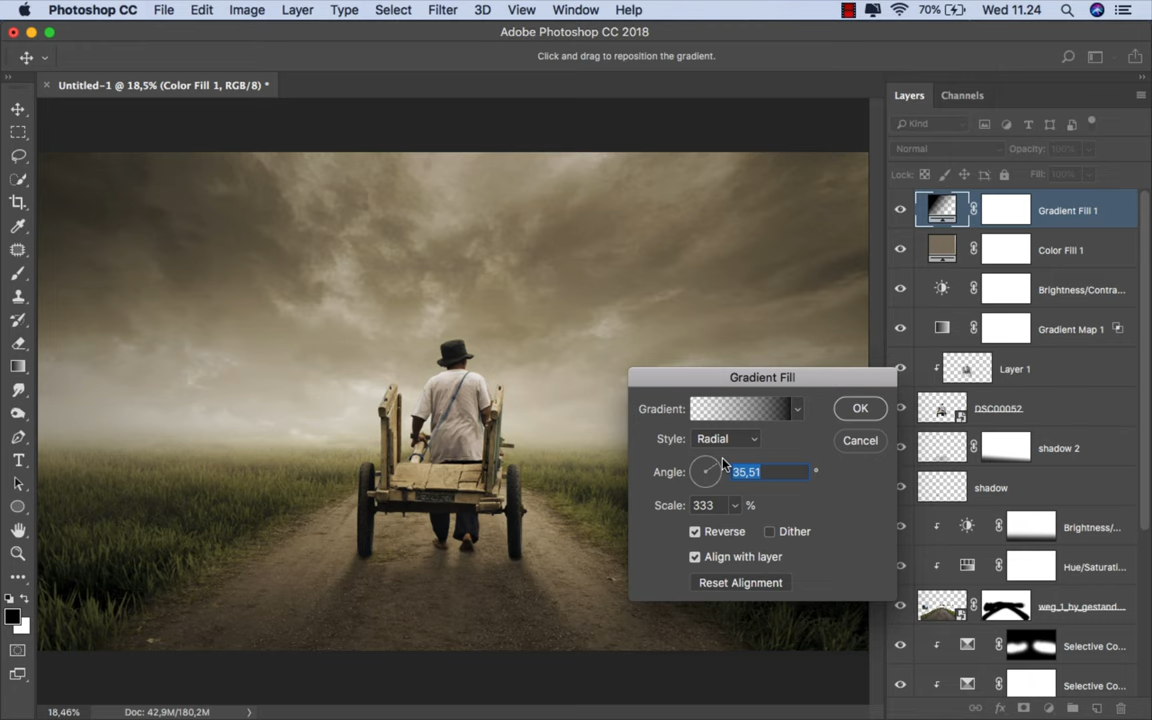 Photoshop CC File Edit Image Layer Type Select Filter 3D View Window Help 70% Wed 11.24
Adobe Photoshop CC 2018
Click and drag to reposition the gradient.
Untitled-1 @ 18,5% (Color Fill 1, RGB/8) *
Layers Channels
Kind
Normal Opacity: 100%
Lock: Fill: 100%
Gradient Fill 1
Color Fill 1
Brightness/Contra...
Gradient Map 1
Layer 1
DSC00052
shadow 2
shadow
Brightness/...
Hue/Saturati...
weg_1_by_gestand...
Selective Co...
Selective Co...
Gradient Fill
Gradient: OK
Style: Radial Cancel
Angle: 35,51 °
Scale: 333 %
Reverse Dither
Align with layer
Reset Alignment
18,46% Doc: 42,9M/180,2M